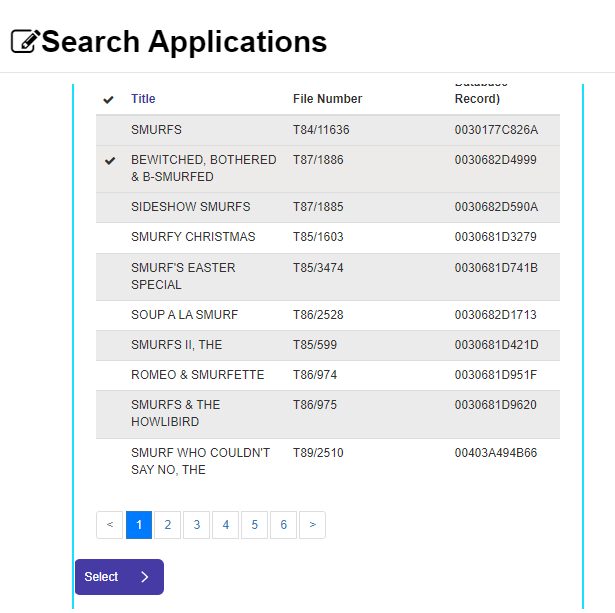 Search Applications
Database
Title File Number Record)
SMURFS T84/11636 0030177C826A
BEWITCHED, BOTHERED T87/1886 0030682D4999
& B-SMURFED
SIDESHOW SMURFS T87/1885 0030682D590A
SMURFY CHRISTMAS T85/1603 0030681D3279
SMURF'S EASTER T85/3474 0030681D741B
SPECIAL
SOUP A LA SMURF T86/2528 0030682D1713
SMURFS II, THE T85/599 0030681D421D
ROMEO & SMURFETTE T86/974 0030681D951F
SMURFS & THE T86/975 0030681D9620
HOWLIBIRD
SMURF WHO COULDN'T T89/2510 00403A494B66
SAY NO, THE
< 1 2 3 4 5 6 >
Select